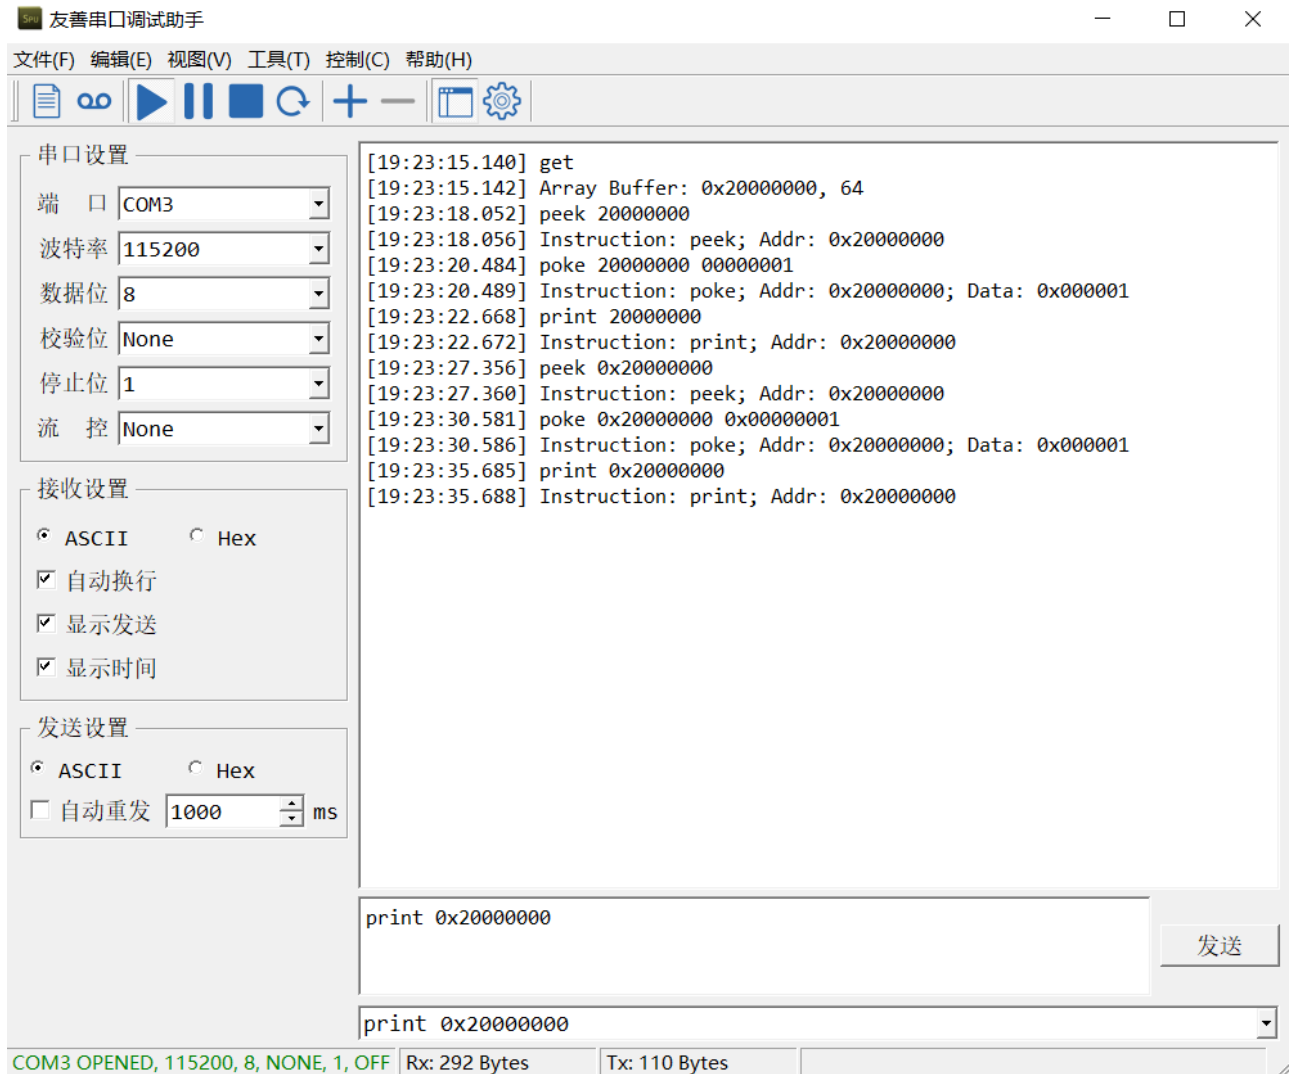 友善串口调试助手
文件(F) 编辑(E) 视图(V) 工具(T) 控制(C) 帮助(H)
串口设置
端 口 COM3
波特率 115200
数据位 8
校验位 None
停止位 1
流 控 None
接收设置
ASCII Hex
自动换行
显示发送
显示时间
发送设置
ASCII Hex
自动重发 1000 ms
[19:23:15.140] get
[19:23:15.142] Array Buffer: 0x20000000, 64
[19:23:18.052] peek 20000000
[19:23:18.056] Instruction: peek; Addr: 0x20000000
[19:23:20.484] poke 20000000 00000001
[19:23:20.489] Instruction: poke; Addr: 0x20000000; Data: 0x000001
[19:23:22.668] print 20000000
[19:23:22.672] Instruction: print; Addr: 0x20000000
[19:23:27.356] peek 0x20000000
[19:23:27.360] Instruction: peek; Addr: 0x20000000
[19:23:30.581] poke 0x20000000 0x00000001
[19:23:30.586] Instruction: poke; Addr: 0x20000000; Data: 0x000001
[19:23:35.685] print 0x20000000
[19:23:35.688] Instruction: print; Addr: 0x20000000
print 0x20000000
发送
print 0x20000000
COM3 OPENED, 115200, 8, NONE, 1, OFF Rx: 292 Bytes Tx: 110 Bytes